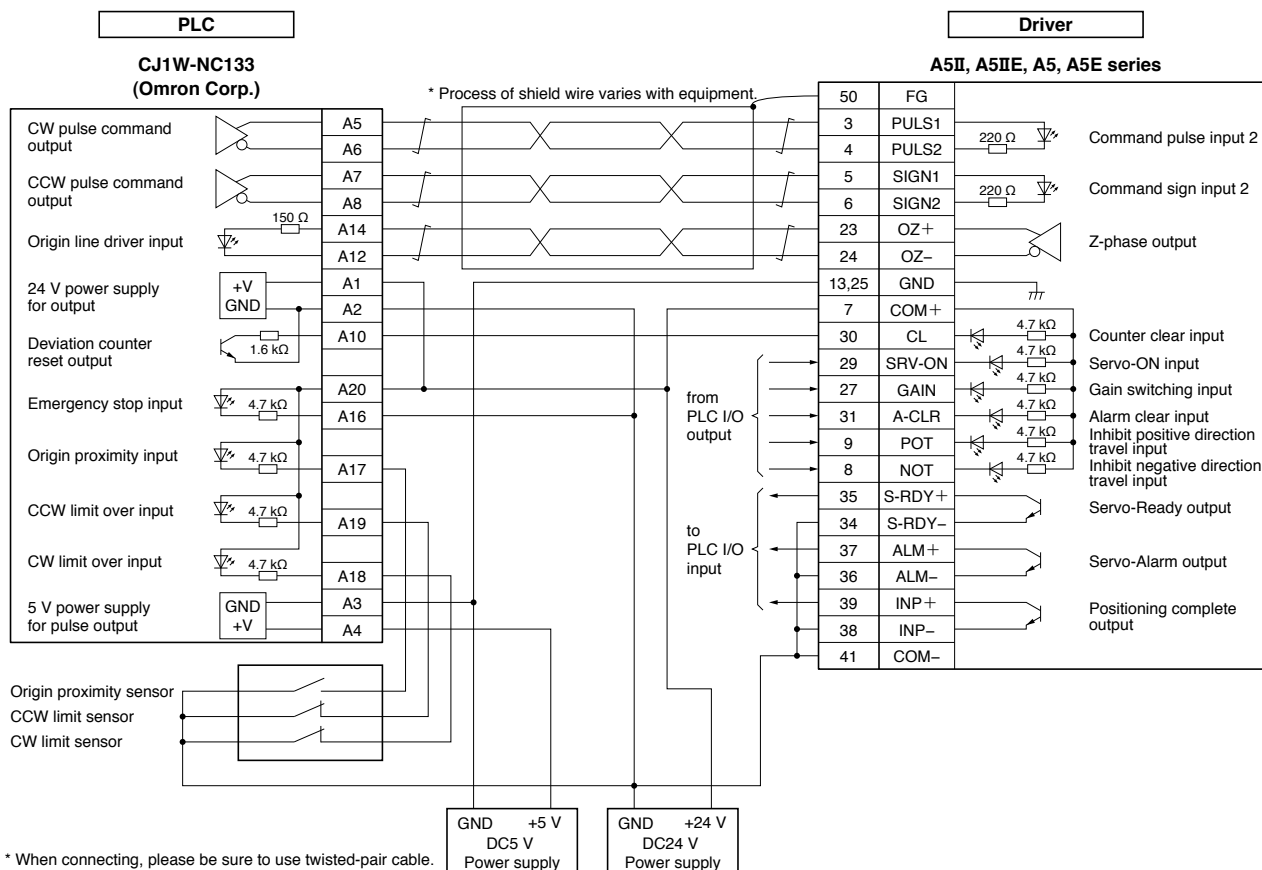 PLC
Driver
CJ1W-NC133
(Omron Corp.)
A5II, A5IIE, A5, A5E series
* Process of shield wire varies with equipment.
CW pulse command
output
A5
A6
CCW pulse command
output
A7
A8
Origin line driver input
150 Ω
A14
A12
24 V power supply
for output
+V
GND
A1
A2
Deviation counter
reset output
1.6 kΩ
A10
A20
Emergency stop input
4.7 kΩ
A16
Origin proximity input
4.7 kΩ
A17
CCW limit over input
4.7 kΩ
A19
CW limit over input
4.7 kΩ
A18
5 V power supply
for pulse output
GND
+V
A3
A4
50 FG
3 PULS1
4 PULS2
220 Ω
Command pulse input 2
5 SIGN1
6 SIGN2
220 Ω
Command sign input 2
23 OZ+
24 OZ−
Z-phase output
13,25 GND
7 COM+
30 CL
4.7 kΩ
Counter clear input
29 SRV-ON
4.7 kΩ
Servo-ON input
27 GAIN
4.7 kΩ
Gain switching input
31 A-CLR
4.7 kΩ
Alarm clear input
9 POT
4.7 kΩ
Inhibit positive direction
travel input
8 NOT
4.7 kΩ
Inhibit negative direction
travel input
35 S-RDY+
34 S-RDY−
Servo-Ready output
37 ALM+
36 ALM−
Servo-Alarm output
39 INP+
38 INP−
Positioning complete
output
41 COM−
from
PLC I/O
output
to
PLC I/O
input
Origin proximity sensor
CCW limit sensor
CW limit sensor
GND +5 V
DC5 V
Power supply
GND +24 V
DC24 V
Power supply
* When connecting, please be sure to use twisted-pair cable.